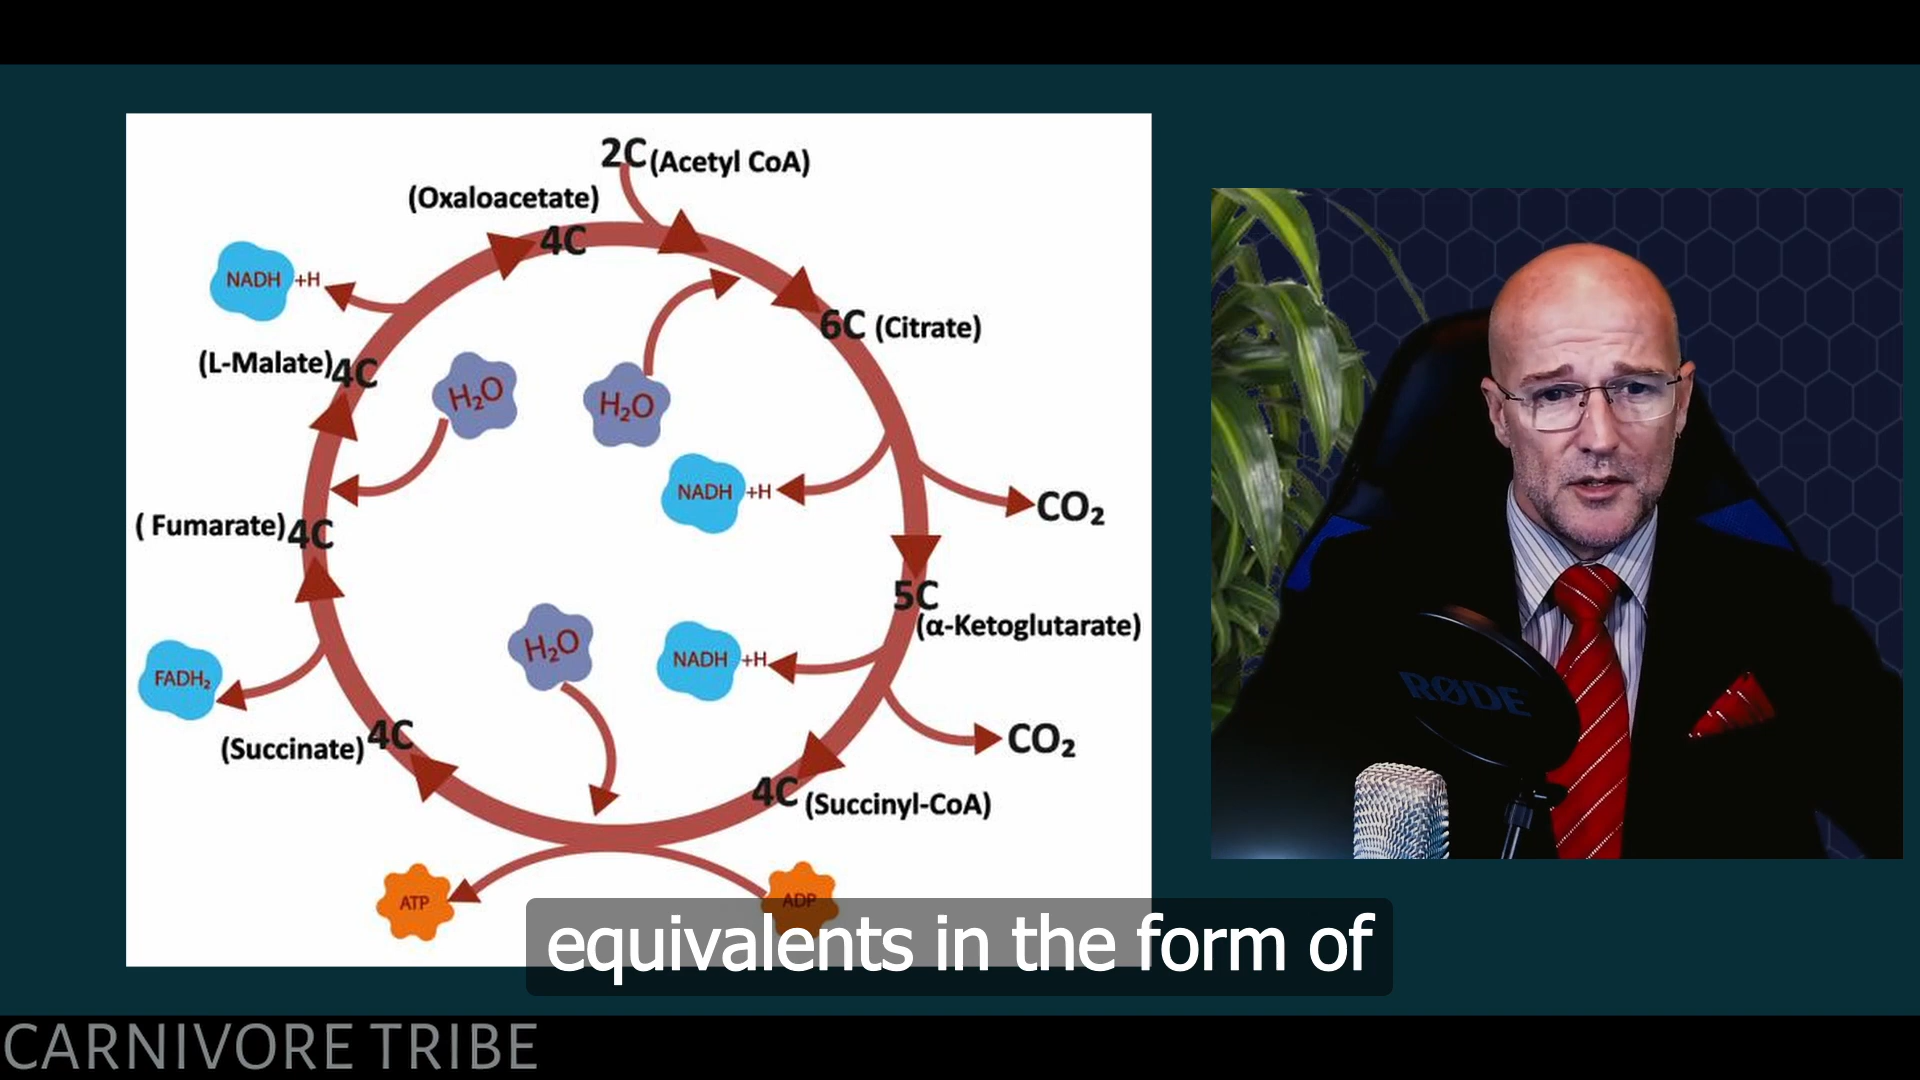 2C (Acetyl CoA)
(Oxaloacetate)
4C
NADH +H
6C (Citrate)
(L-Malate) 4C
H₂O
H₂O
NADH +H
CO₂
( Fumarate) 4C
5C
(α-Ketoglutarate)
H₂O
NADH +H
FADH₂
(Succinate) 4C
CO₂
4C (Succinyl-CoA)
ATP
ADP
RØDE
equivalents in the form of
CARNIVORE TRIBE